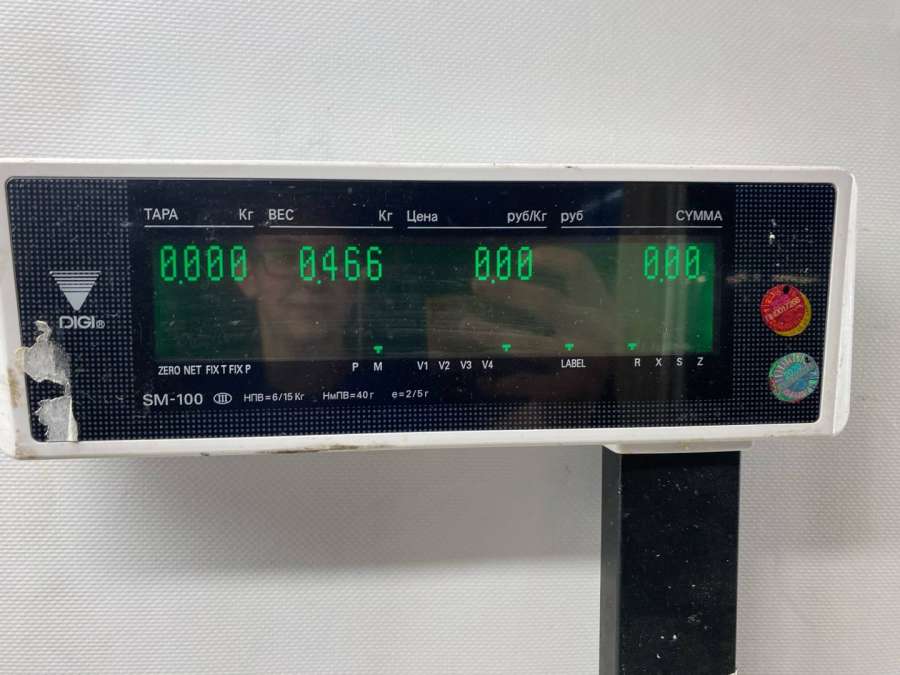 ТАРА Кг ВЕС Кг Цена руб/Кг руб СУММА
0.000 0.466 0.00 0.00
DIGI®
ZERO NET FIX T FIX P P M V1 V2 V3 V4 LABEL R X S Z
SM-100 III НПВ=6/15 Кг НмПВ=40 г e=2/5 г